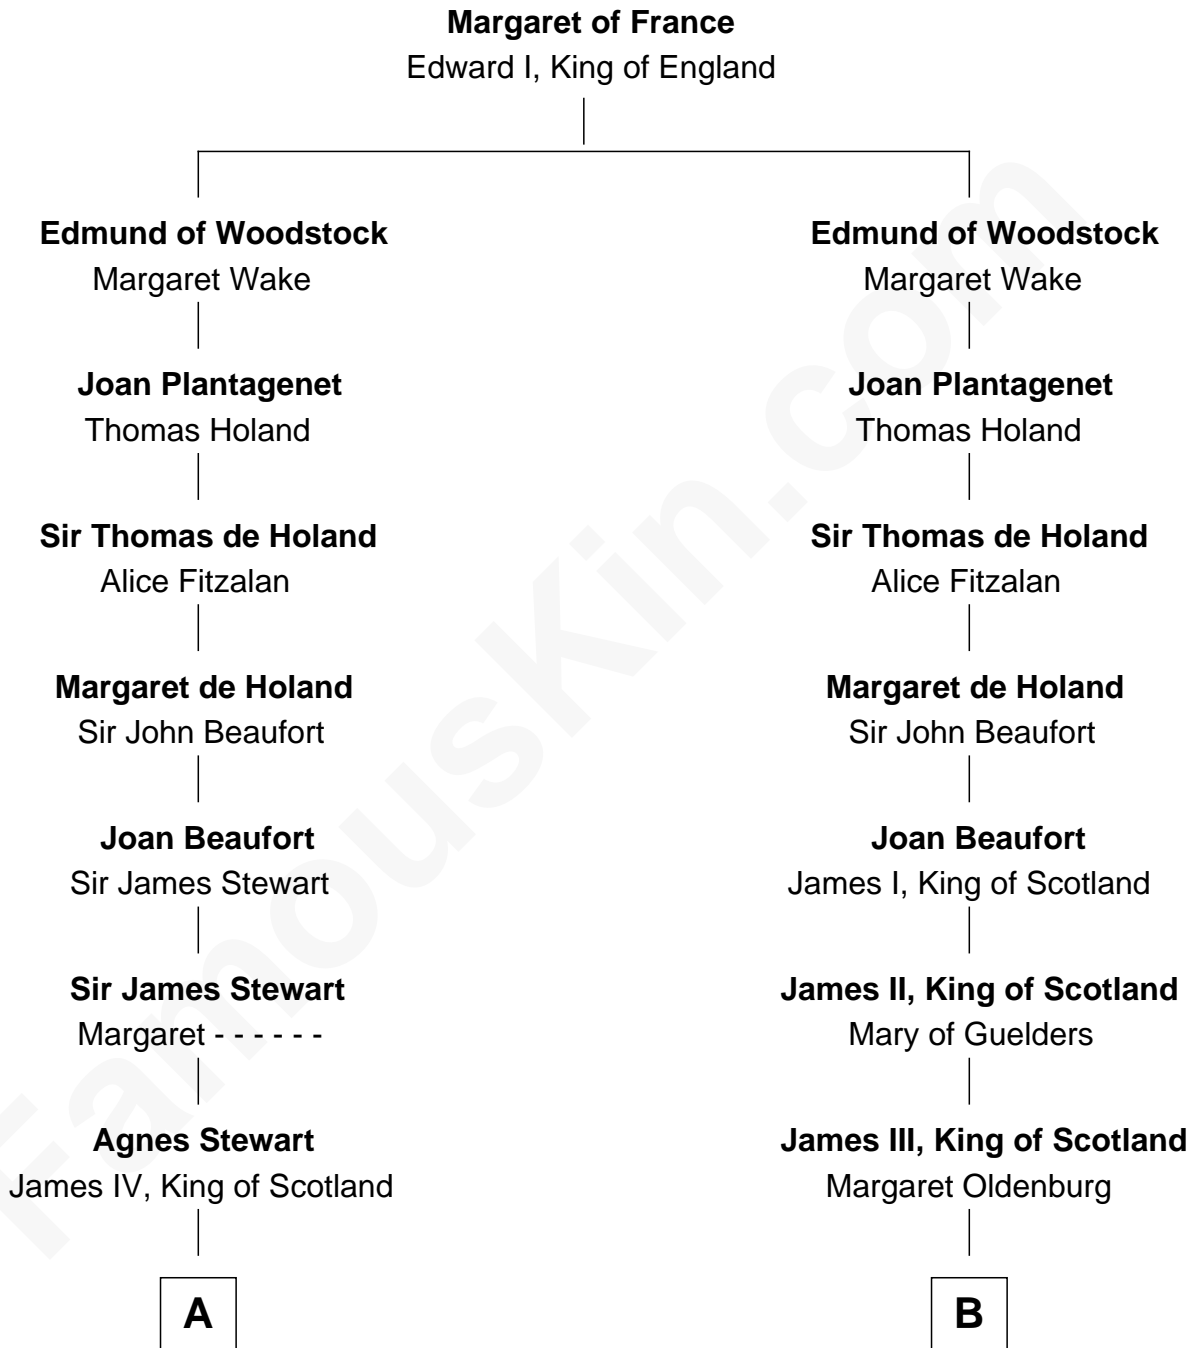 Margaret of France
Edward I, King of England
Edmund of Woodstock
Margaret Wake
Joan Plantagenet
Thomas Holand
Sir Thomas de Holand
Alice Fitzalan
Margaret de Holand
Sir John Beaufort
Joan Beaufort
Sir James Stewart
Sir James Stewart
Margaret - - - - - -
Agnes Stewart
James IV, King of Scotland
A
Edmund of Woodstock
Margaret Wake
Joan Plantagenet
Thomas Holand
Sir Thomas de Holand
Alice Fitzalan
Margaret de Holand
Sir John Beaufort
Joan Beaufort
James I, King of Scotland
James II, King of Scotland
Mary of Guelders
James III, King of Scotland
Margaret Oldenburg
B
FamousKin.com